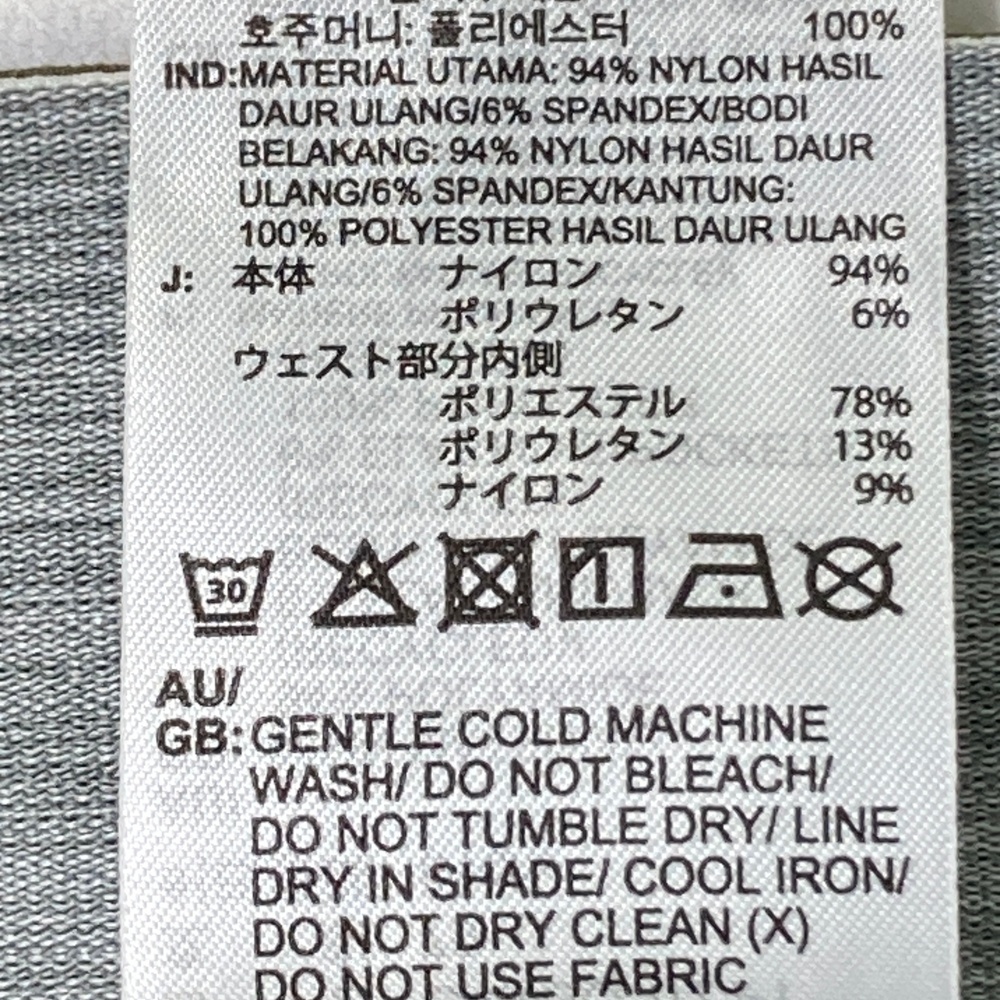 호주머니: 폴리에스터 100%
IND:MATERIAL UTAMA: 94% NYLON HASIL
DAUR ULANG/6% SPANDEX/BODI
BELAKANG: 94% NYLON HASIL DAUR
ULANG/6% SPANDEX/KANTUNG:
100% POLYESTER HASIL DAUR ULANG
J: 本体 ナイロン 94%
ポリウレタン 6%
ウェスト部分内側
ポリエステル 78%
ポリウレタン 13%
ナイロン 9%
30
AU/
GB:GENTLE COLD MACHINE
WASH/ DO NOT BLEACH/
DO NOT TUMBLE DRY/ LINE
DRY IN SHADE/ COOL IRON/
DO NOT DRY CLEAN (X)
DO NOT USE FABRIC